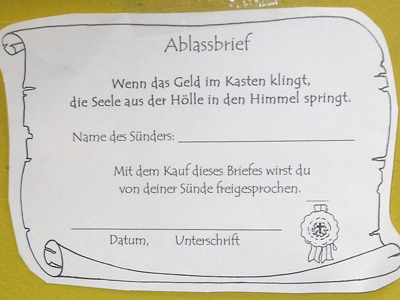 Ablassbrief
Wenn das Geld im Kasten klingt,
die Seele aus der Hölle in den Himmel springt.
Name des Sünders:
Mit dem Kauf dieses Briefes wirst du
von deiner Sünde freigesprochen.
Datum, Unterschrift